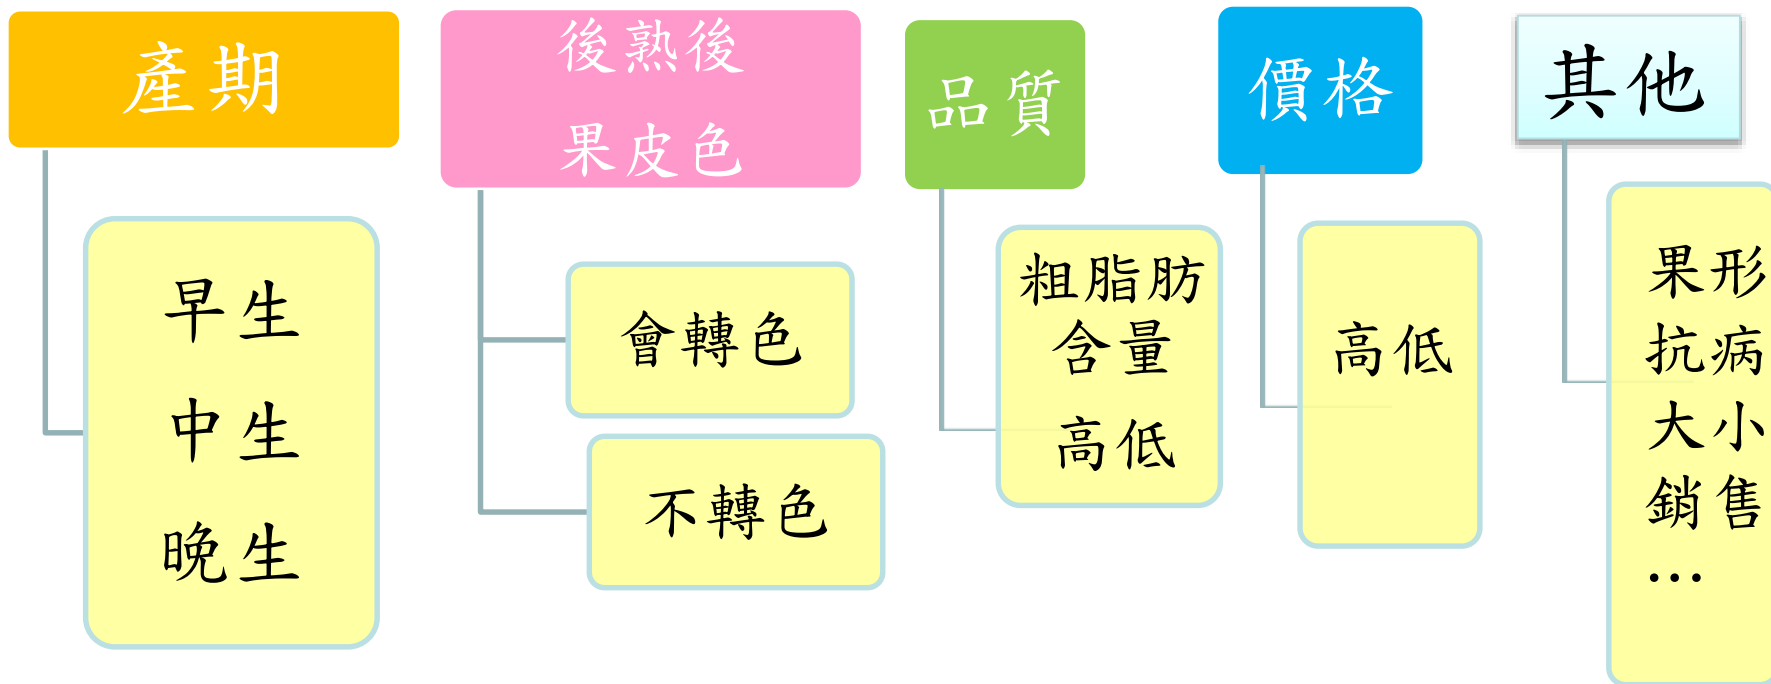 產期
早生
中生
晚生
後熟後
果皮色
會轉色
不轉色
品質
粗脂肪
含量
高低
價格
高低
其他
果形
抗病
大小
銷售
…